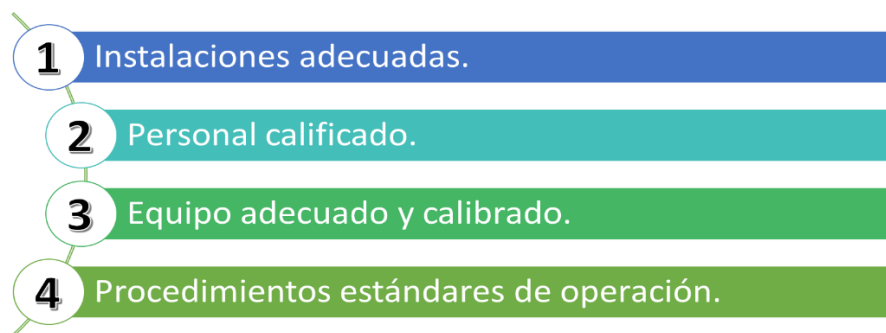 1 Instalaciones adecuadas.
2 Personal calificado.
3 Equipo adecuado y calibrado.
4 Procedimientos estándares de operación.